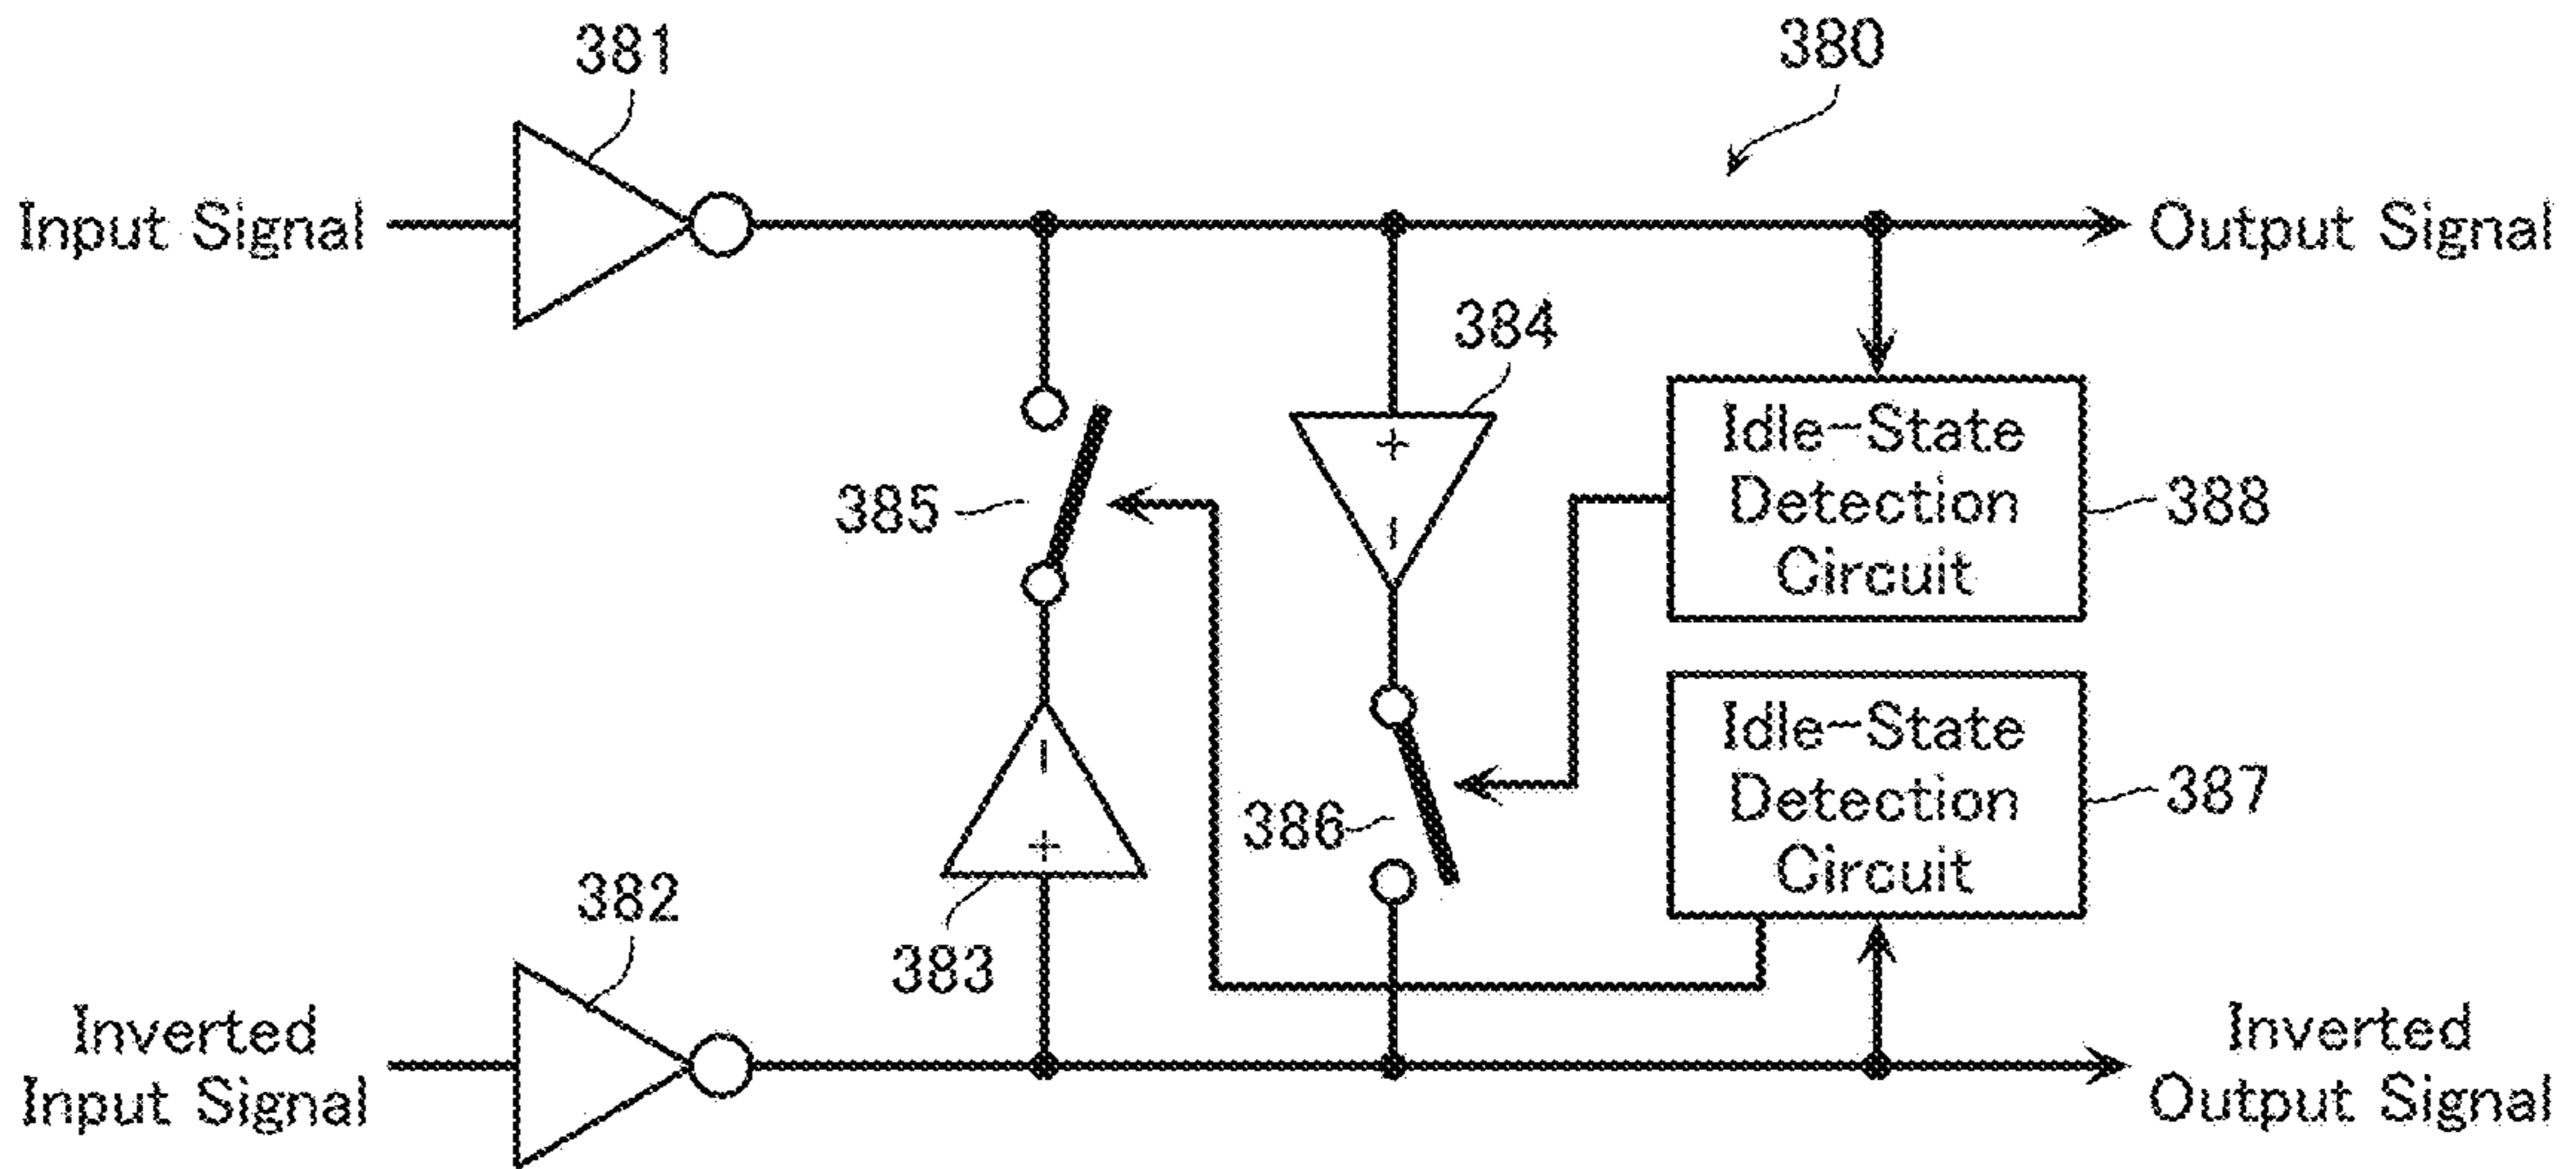 381
380
Input Signal
Output Signal
384
385
Idle-State
Detection
Circuit
388
386
Idle-State
Detection
Circuit
387
382
383
Inverted
Input Signal
Inverted
Output Signal
+
-
-
+